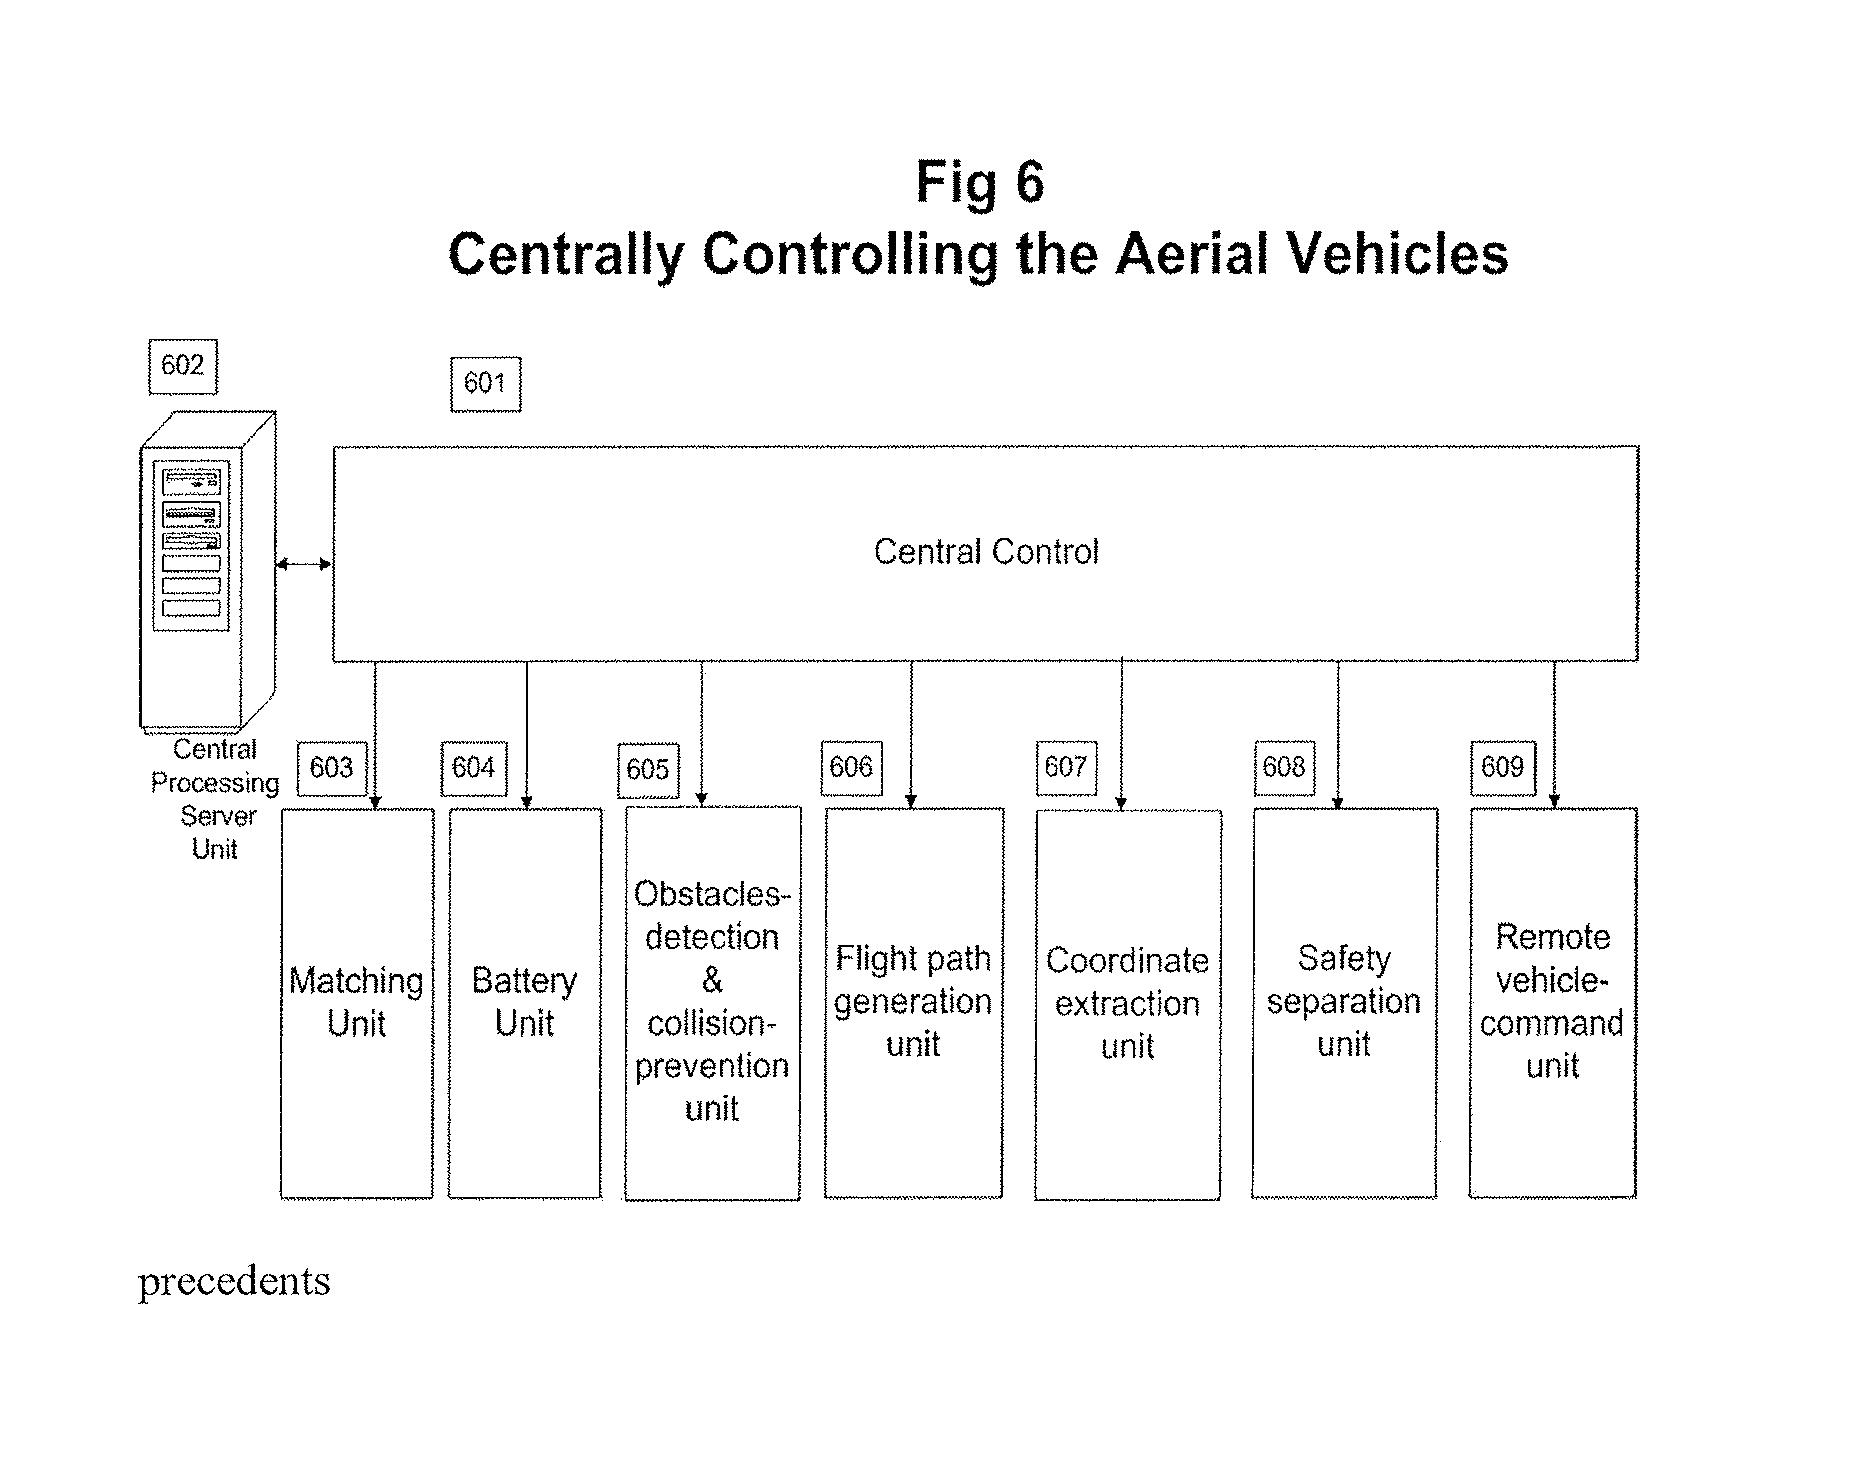 Fig 6
Centrally Controlling the Aerial Vehicles
602
601
Central Control
Central
Processing
Server
Unit
603
604
605
606
607
608
609
Matching
Unit
Battery
Unit
Obstacles-
detection
&
collision-
prevention
unit
Flight path
generation
unit
Coordinate
extraction
unit
Safety
separation
unit
Remote
vehicle-
command
unit
precedents